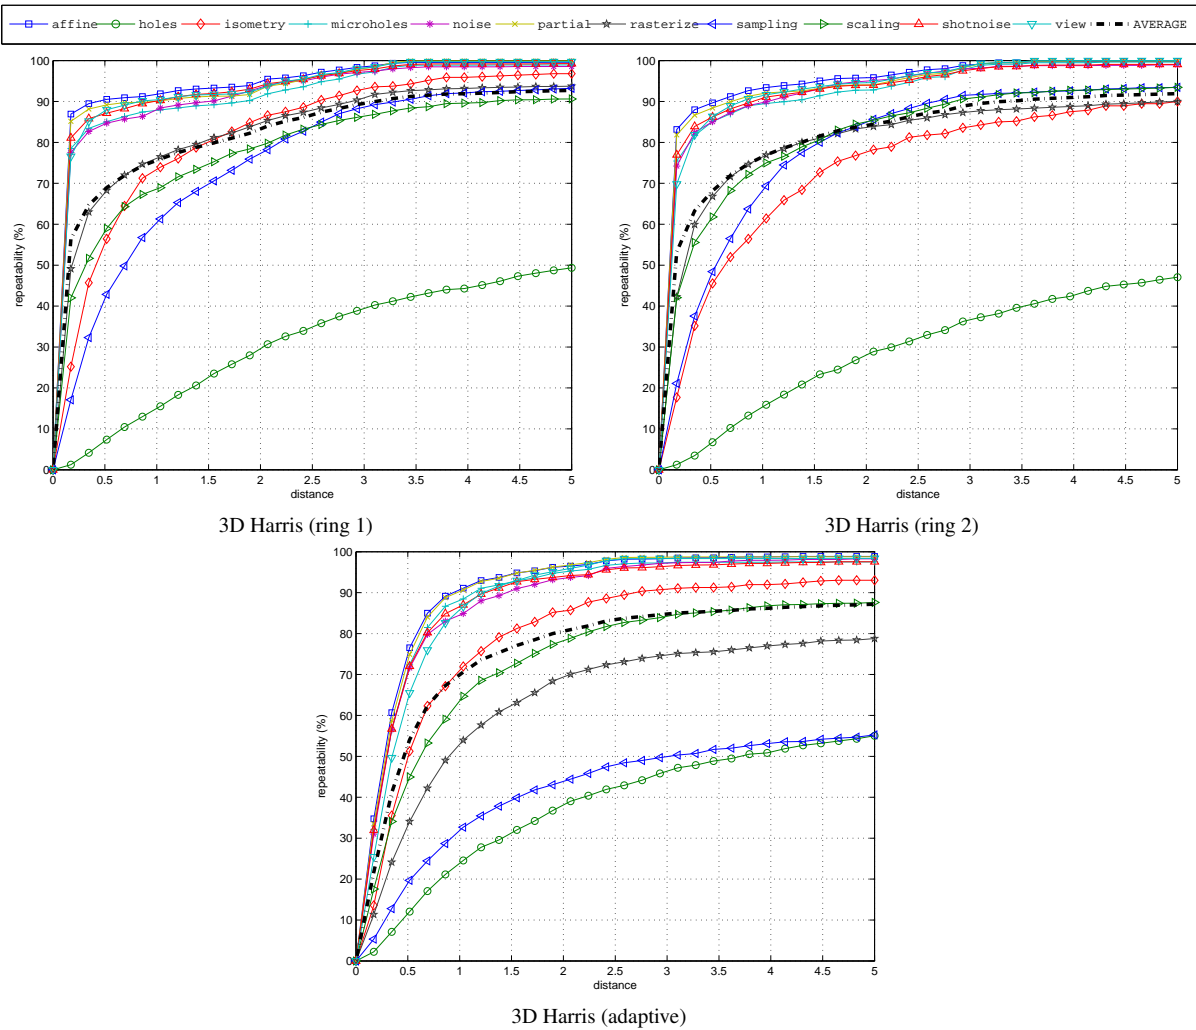 affine holes isometry microholes noise partial rasterize sampling scaling shotnoise view AVERAGE
100
90
80
70
60
50
40
30
20
10
0
repeatability (%)
0 0.5 1 1.5 2 2.5 3 3.5 4 4.5 5
distance
3D Harris (ring 1)
100
90
80
70
60
50
40
30
20
10
0
repeatability (%)
0 0.5 1 1.5 2 2.5 3 3.5 4 4.5 5
distance
3D Harris (ring 2)
100
90
80
70
60
50
40
30
20
10
0
repeatability (%)
0 0.5 1 1.5 2 2.5 3 3.5 4 4.5 5
distance
3D Harris (adaptive)